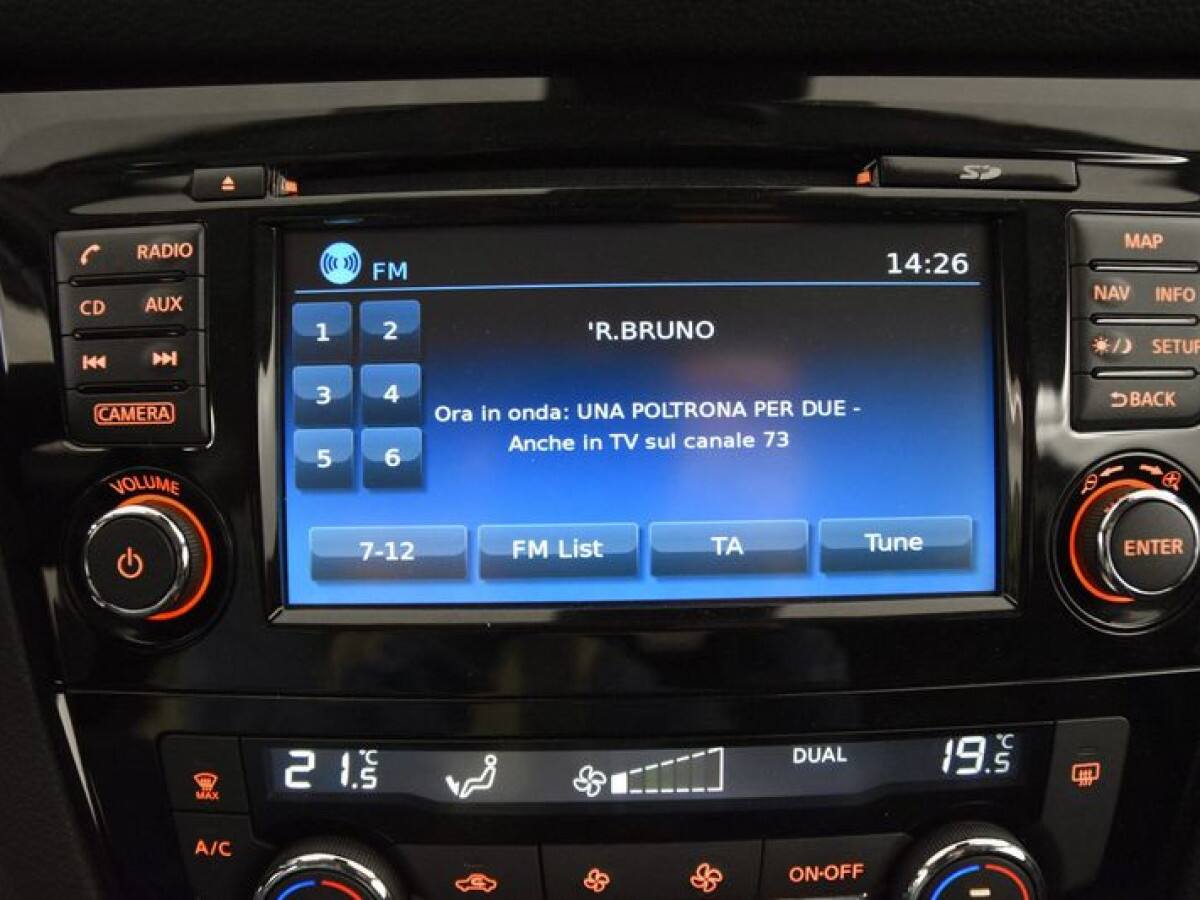 SD
RADIO
CD AUX
CAMERA
VOLUME
FM 14:26
1 2
3 4
5 6
'R.BRUNO
Ora in onda: UNA POLTRONA PER DUE -
Anche in TV sul canale 73
7-12 FM List TA Tune
MAP
NAV INFO
SETUP
BACK
ENTER
21.5 °C DUAL 19.5 °C
MAX
A/C ON·OFF